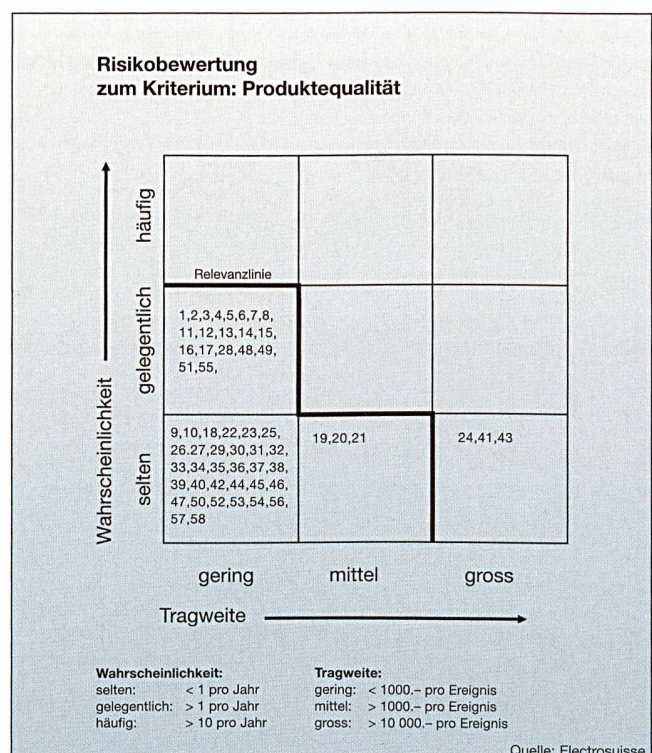 Risikobewertung
zum Kriterium: Produktequalität
häufig
Relevanzlinie
gelegentlich
1,2,3,4,5,6,7,8,
11,12,13,14,15,
16,17,28,48,49,
51,55,
Wahrscheinlichkeit
selten
9,10,18,22,23,25,
26.27,29,30,31,32,
33,34,35,36,37,38,
39,40,42,44,45,46,
47,50,52,53,54,56,
57,58
19,20,21
24,41,43
gering mittel gross
Tragweite
Wahrscheinlichkeit:
selten: < 1 pro Jahr
gelegentlich: > 1 pro Jahr
häufig: > 10 pro Jahr
Tragweite:
gering: < 1000.– pro Ereignis
mittel: > 1000.– pro Ereignis
gross: > 10 000.– pro Ereignis
Quelle: Electrosuisse